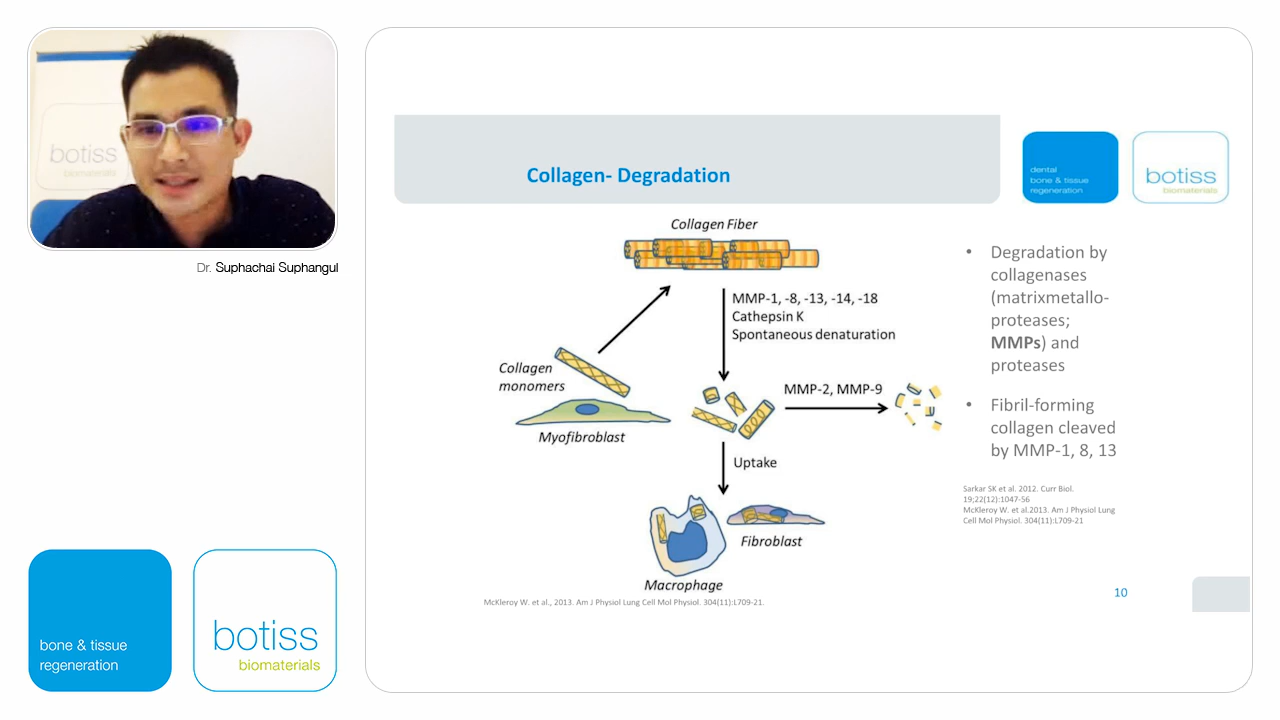 botiss
biomaterials
Dr. Suphachai Suphangul
bone & tissue
regeneration
botiss
biomaterials
Collagen- Degradation
dental
bone & tissue
regeneration
botiss
biomaterials
Collagen Fiber
MMP-1, -8, -13, -14, -18
Cathepsin K
Spontaneous denaturation
Collagen
monomers
Myofibroblast
MMP-2, MMP-9
Uptake
Fibroblast
Macrophage
McKleroy W. et al., 2013. Am J Physiol Lung Cell Mol Physiol. 304(11):L709-21.
• Degradation by
collagenases
(matrixmetallo-
proteases;
MMPs) and
proteases
• Fibril-forming
collagen cleaved
by MMP-1, 8, 13
Sarkar SK et al. 2012. Curr Biol.
19;22(12):1047-56
McKleroy W. et al.2013. Am J Physiol Lung
Cell Mol Physiol. 304(11):L709-21
10